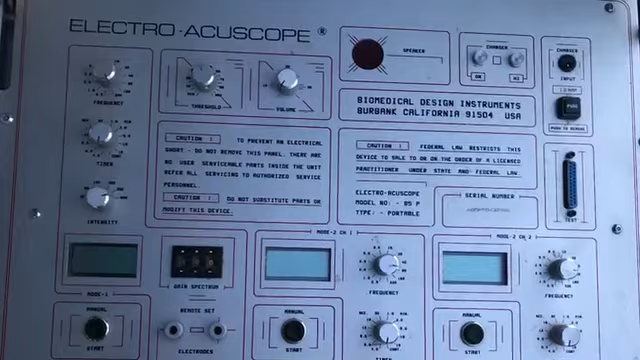 ELECTRO-ACUSCOPE ®
SPEAKER
CHARGER
ON
CHARGER
INPUT
FREQUENCY
THRESHOLD
VOLUME
BIOMEDICAL DESIGN INSTRUMENTS
BURBANK CALIFORNIA 91504 USA
TIMER
CAUTION ! TO PREVENT AN ELECTRICAL
SHORT - DO NOT REMOVE THIS PANEL. THERE ARE
NO USER SERVICEABLE PARTS INSIDE THE UNIT
REFER ALL SERVICING TO AUTHORIZED SERVICE
PERSONNEL.
CAUTION ! DO NOT SUBSTITUTE PARTS OR
MODIFY THIS DEVICE.
CAUTION ! FEDERAL LAW RESTRICTS THIS
DEVICE TO SALE TO OR ON THE ORDER OF A LICENSED
PRACTITIONER UNDER STATE AND FEDERAL LAW.
ELECTRO-ACUSCOPE
MODEL NO: - 85 P
TYPE: - PORTABLE
SERIAL NUMBER
TEST
INTENSITY
MODE-1
GAIN SPECTRUM
MODE-2 CH 1
FREQUENCY
MODE-2 CH 2
FREQUENCY
MANUAL
START
REMOTE SET
ELECTRODES
MANUAL
START
TIMER
MANUAL
START